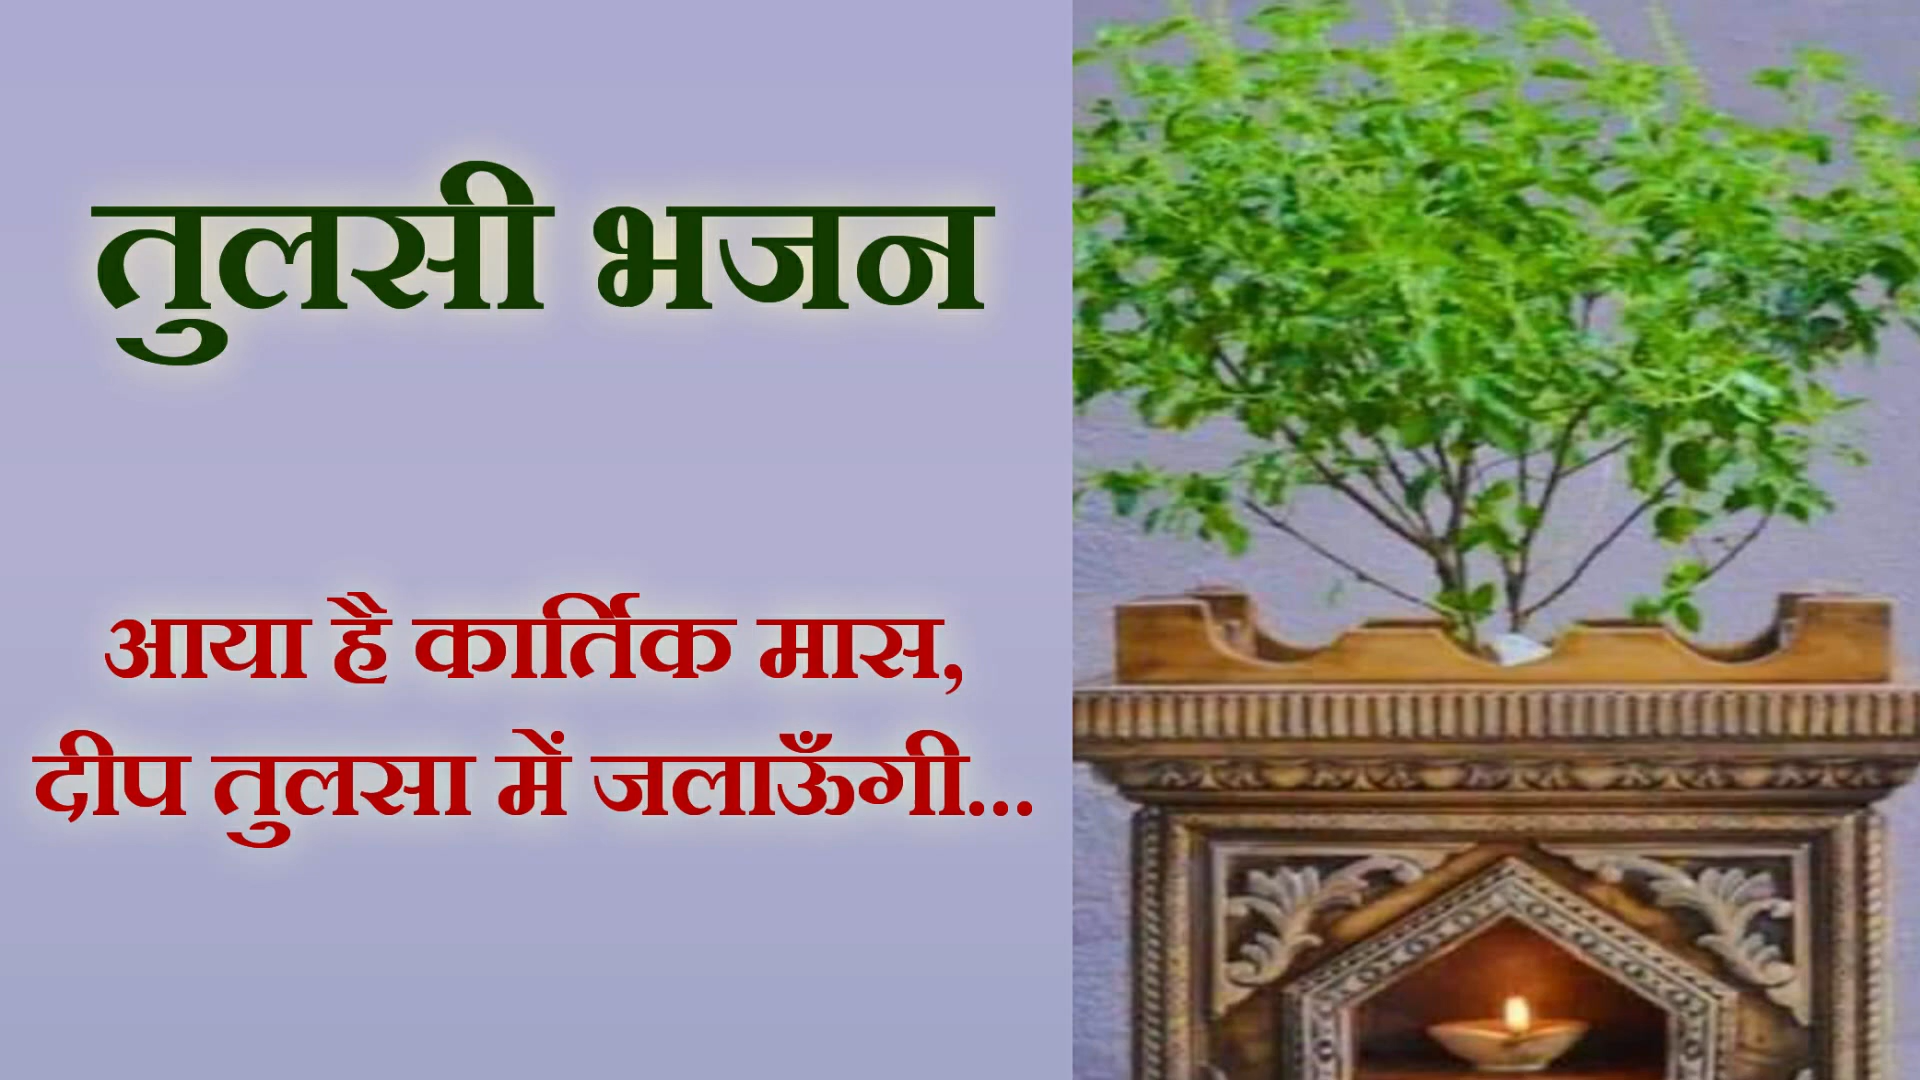 तुलसी भजन
आया है कार्तिक मास,
दीप तुलसा में जलाऊँगी...